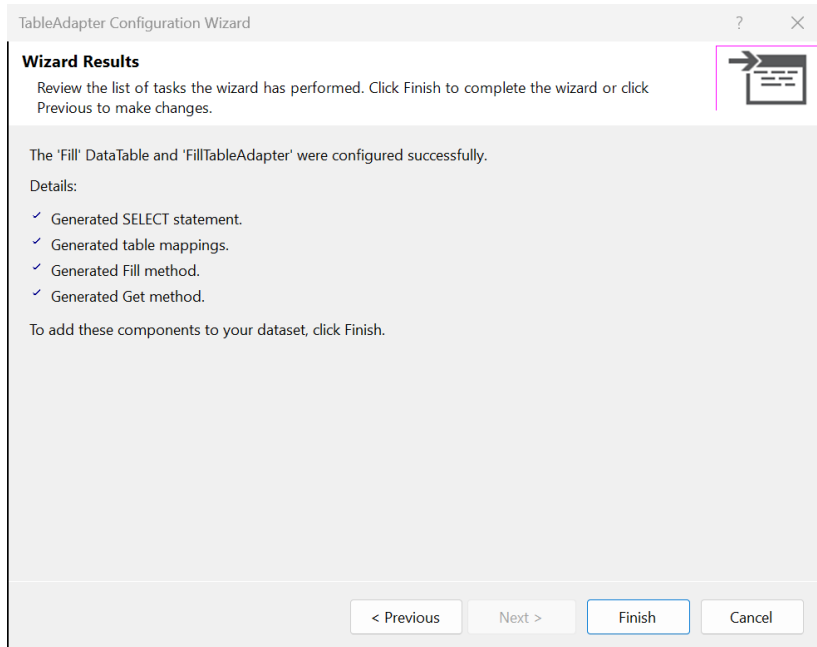 TableAdapter Configuration Wizard ?
Wizard Results
Review the list of tasks the wizard has performed. Click Finish to complete the wizard or click
Previous to make changes.
The 'Fill' DataTable and 'FillTableAdapter' were configured successfully.
Details:
Generated SELECT statement.
Generated table mappings.
Generated Fill method.
Generated Get method.
To add these components to your dataset, click Finish.
< Previous Next > Finish Cancel